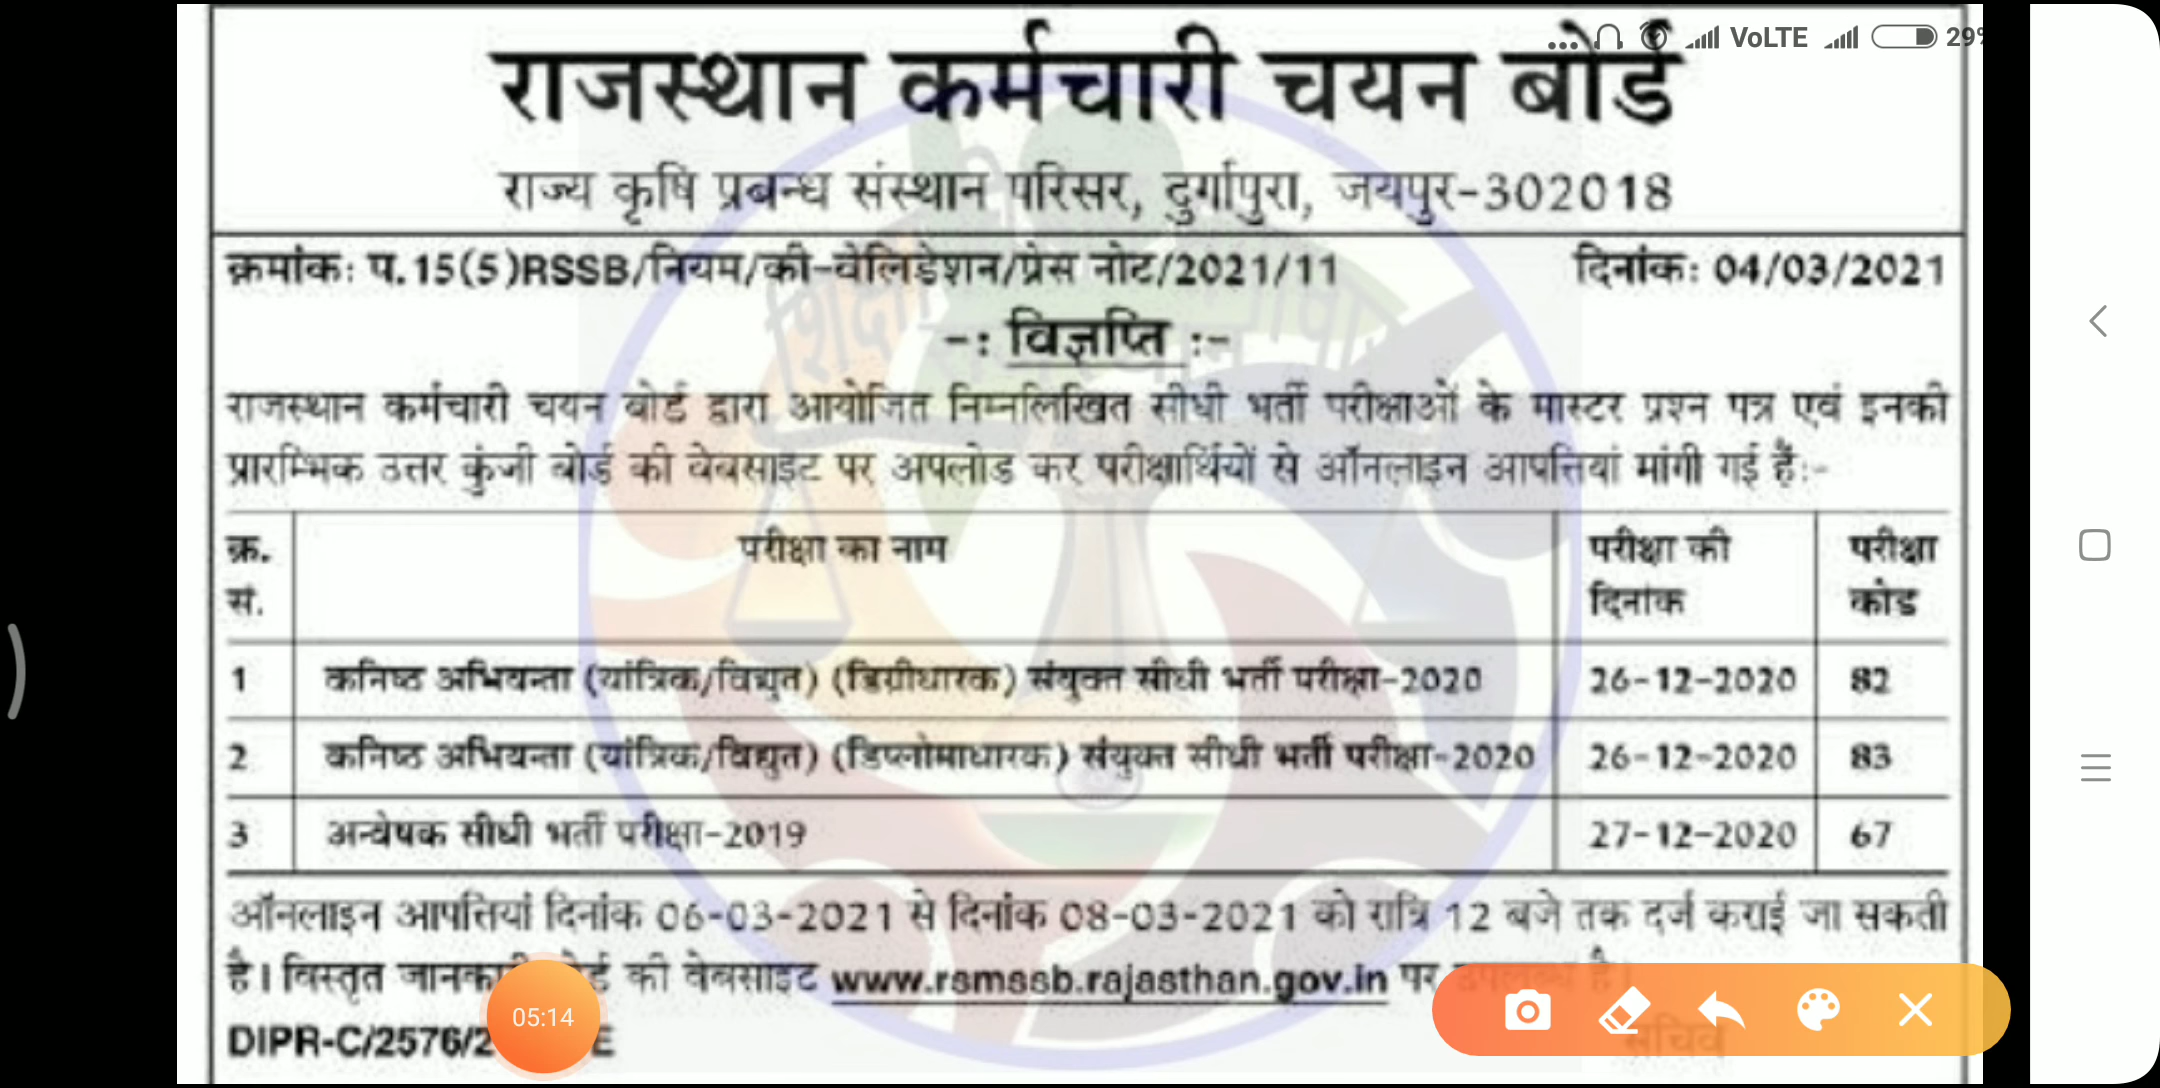 VoLTE 29%
राजस्थान कर्मचारी चयन बोर्ड
राज्य कृषि प्रबन्ध संस्थान परिसर, दुर्गापुरा, जयपुर-302018
क्रमांक: प.15(5)RSSB/नियम/की-वेलिडेशन/प्रेस नोट/2021/11 दिनांक: 04/03/2021
-: विज्ञप्ति :-
राजस्थान कर्मचारी चयन बोर्ड द्वारा आयोजित निम्नलिखित सीधी भर्ती परीक्षाओं के मास्टर प्रश्न पत्र एवं इनकी
प्रारम्भिक उत्तर कुंजी बोर्ड की वेबसाइट पर अपलोड कर परीक्षार्थियों से ऑनलाइन आपत्तियां मांगी गई हैं:-
क्र. सं. परीक्षा का नाम परीक्षा की दिनांक परीक्षा कोड
1 कनिष्ठ अभियन्ता (यांत्रिक/विद्युत) (डिग्रीधारक) संयुक्त सीधी भर्ती परीक्षा-2020 26-12-2020 82
2 कनिष्ठ अभियन्ता (यांत्रिक/विद्युत) (डिप्लोमाधारक) संयुक्त सीधी भर्ती परीक्षा-2020 26-12-2020 83
3 अन्वेषक सीधी भर्ती परीक्षा-2019 27-12-2020 67
ऑनलाइन आपत्तियां दिनांक 06-03-2021 से दिनांक 08-03-2021 को रात्रि 12 बजे तक दर्ज कराई जा सकती
है। विस्तृत की वेबसाइट www.rsmssb.rajasthan.gov.in पर
DIPR-C/2576/2
05:14
सचिव